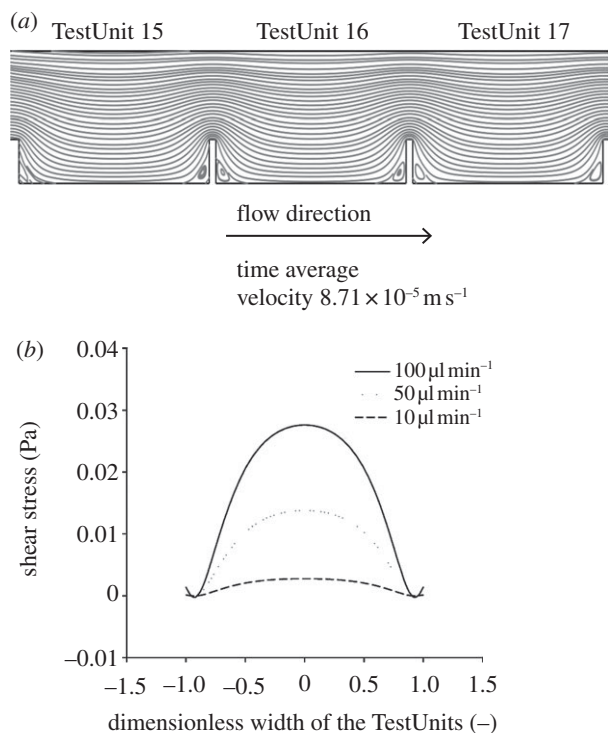 (a)
TestUnit 15 TestUnit 16 TestUnit 17
flow direction
time average
velocity 8.71 × 10⁻⁵ m s⁻¹
(b)
0.04
0.03
0.02
0.01
0
–0.01
shear stress (Pa)
100 µl min⁻¹
50 µl min⁻¹
10 µl min⁻¹
–1.5 –1.0 –0.5 0 0.5 1.0 1.5
dimensionless width of the TestUnits (–)